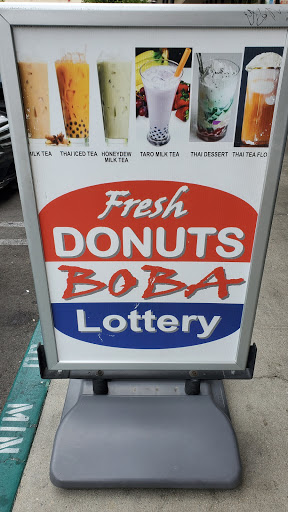 MILK TEA THAI ICED TEA HONEYDEW MILK TEA TARO MILK TEA THAI DESSERT THAI TEA FLO
Fresh
DONUTS
BOBA
Lottery
MIN